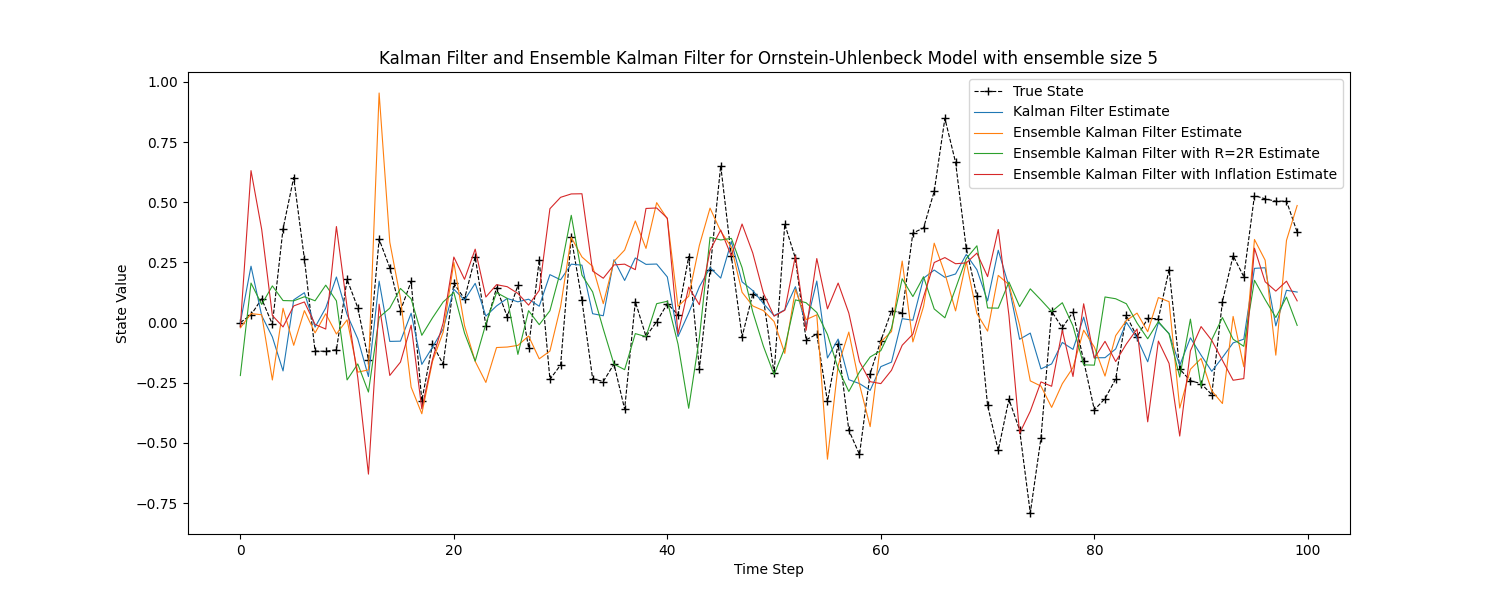 Kalman Filter and Ensemble Kalman Filter for Ornstein-Uhlenbeck Model with ensemble size 5
True State
Kalman Filter Estimate
Ensemble Kalman Filter Estimate
Ensemble Kalman Filter with R=2R Estimate
Ensemble Kalman Filter with Inflation Estimate
State Value
1.00
0.75
0.50
0.25
0.00
−0.25
−0.50
−0.75
0
20
40
60
80
100
Time Step